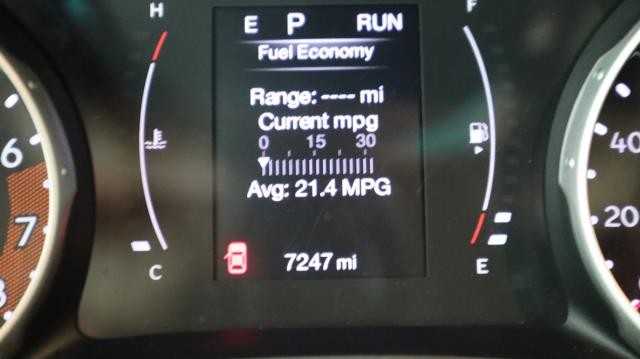 H
F
E P RUN
Fuel Economy
Range: ---- mi
Current mpg
0 15 30
Avg: 21.4 MPG
7247 mi
C
E
6
7
8
40
20